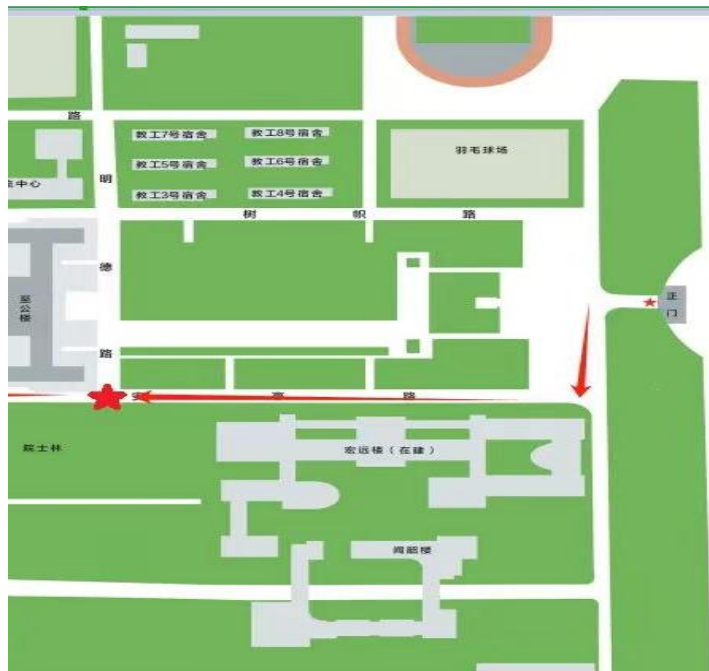 路
教工7号宿舍
教工8号宿舍
羽毛球场
教工5号宿舍
教工6号宿舍
中心
明
教工3号宿舍
教工4号宿舍
树 帜 路
德
至公楼
正门
路
路
院士林
宏远楼（在建）
闻韶楼